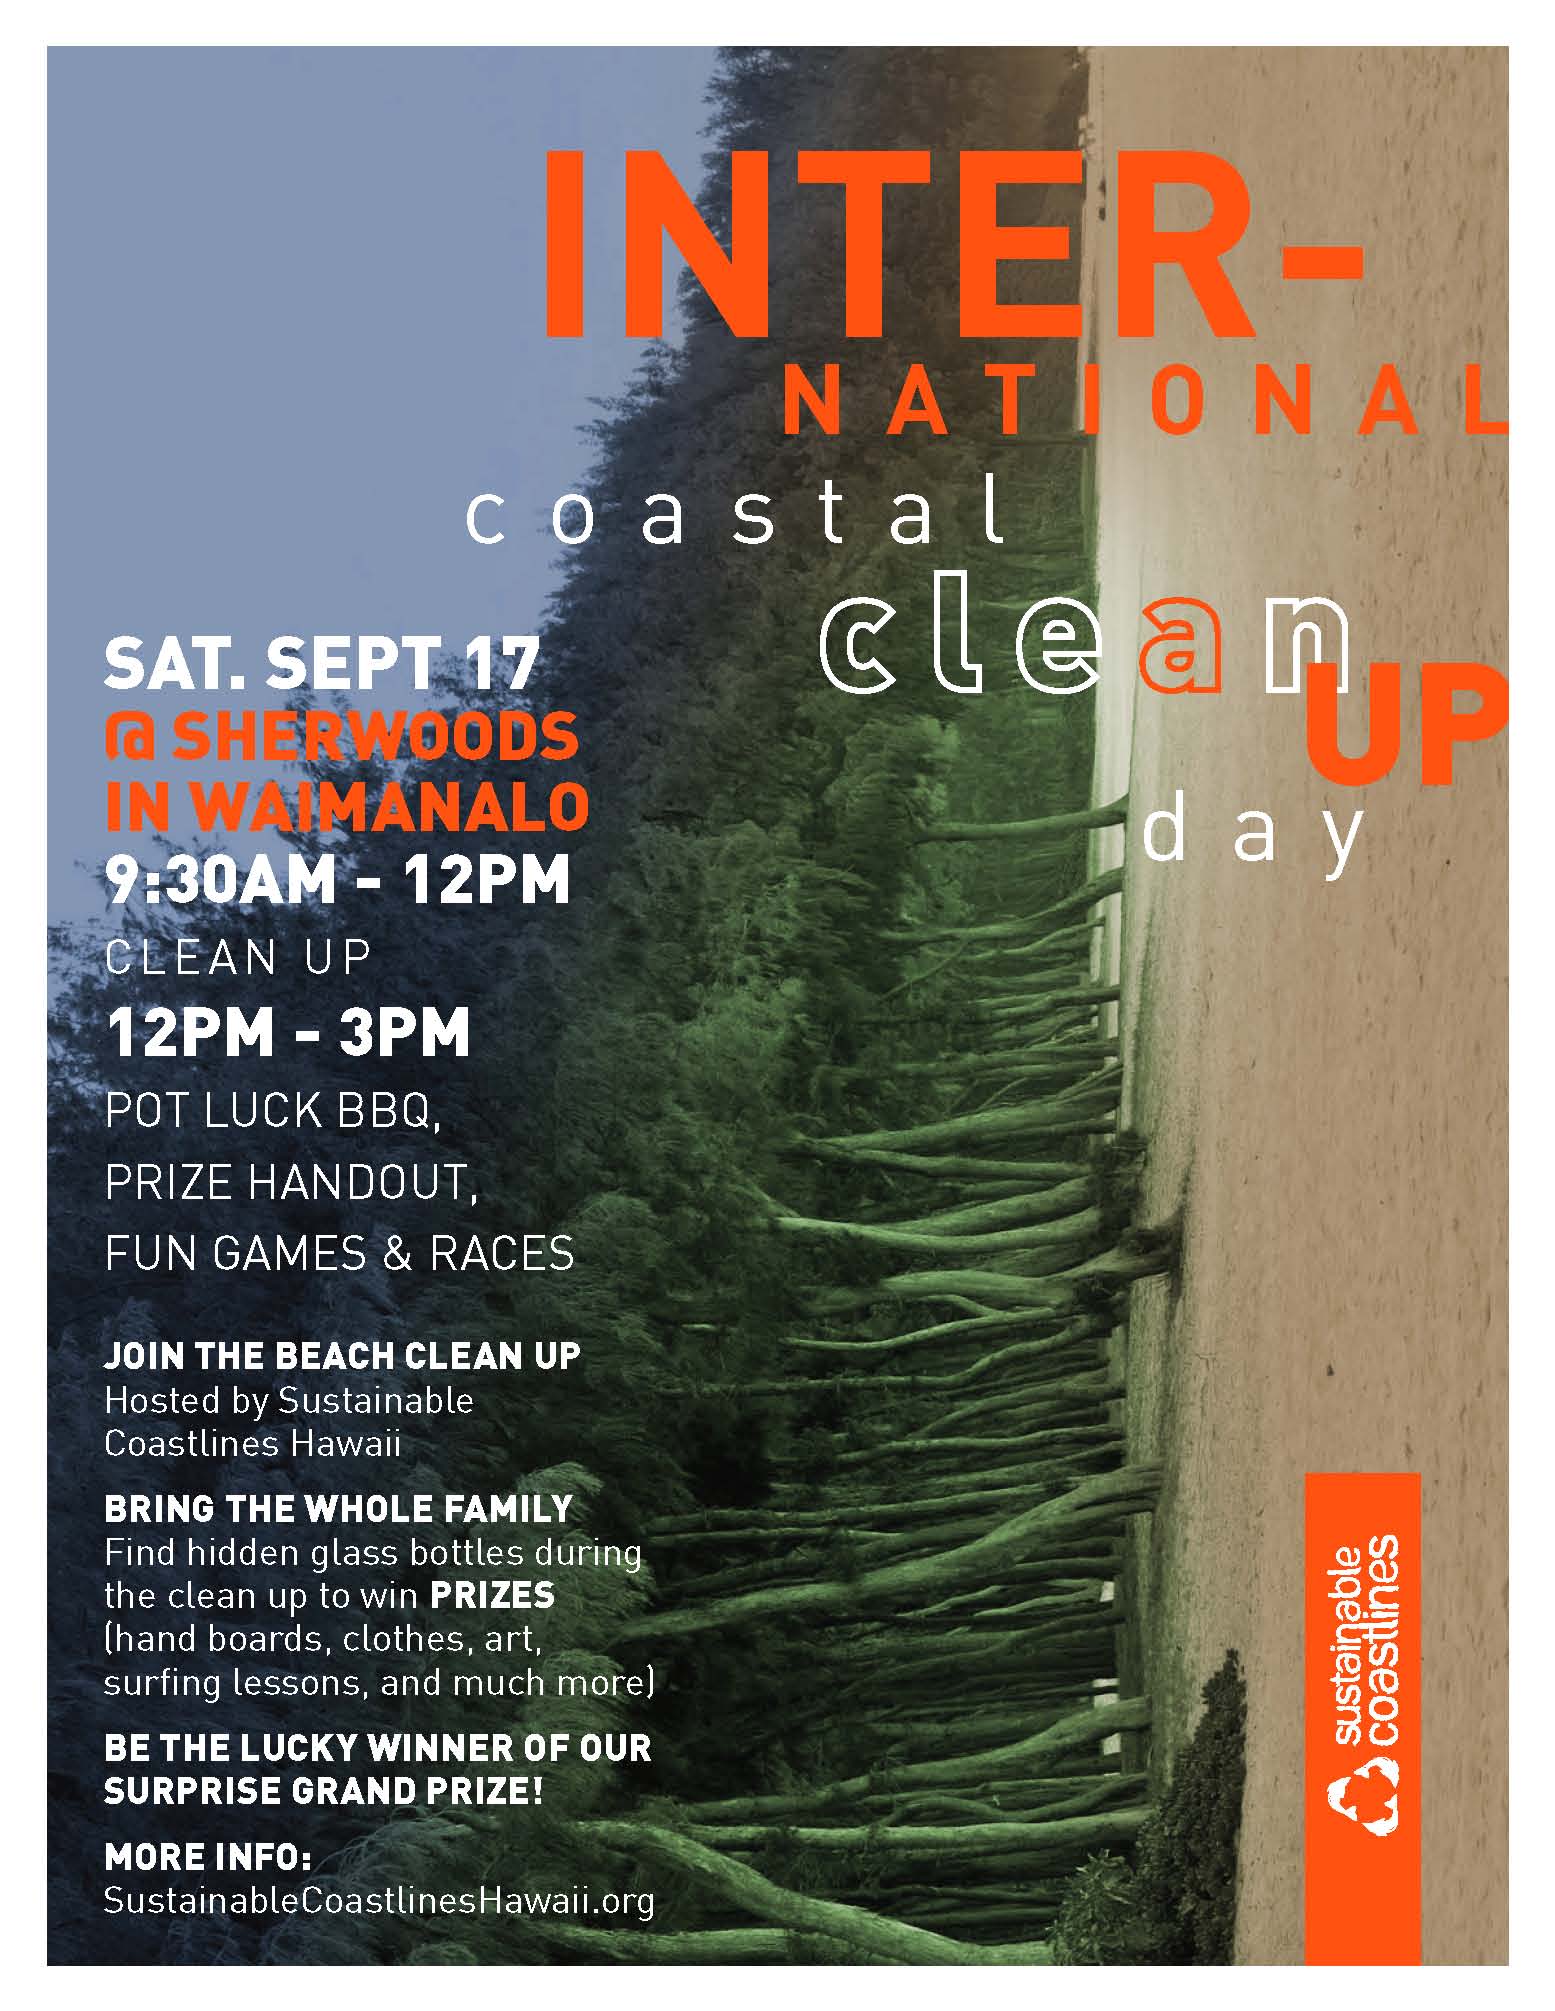 INTER-
NATIONAL
coastal
clean
UP
day
SAT. SEPT 17
@ SHERWOODS
IN WAIMANALO
9:30AM - 12PM
CLEAN UP
12PM - 3PM
POT LUCK BBQ,
PRIZE HANDOUT,
FUN GAMES & RACES
JOIN THE BEACH CLEAN UP
Hosted by Sustainable
Coastlines Hawaii
BRING THE WHOLE FAMILY
Find hidden glass bottles during
the clean up to win PRIZES
(hand boards, clothes, art,
surfing lessons, and much more)
BE THE LUCKY WINNER OF OUR
SURPRISE GRAND PRIZE!
MORE INFO:
SustainableCoastlinesHawaii.org
sustainable
coastlines